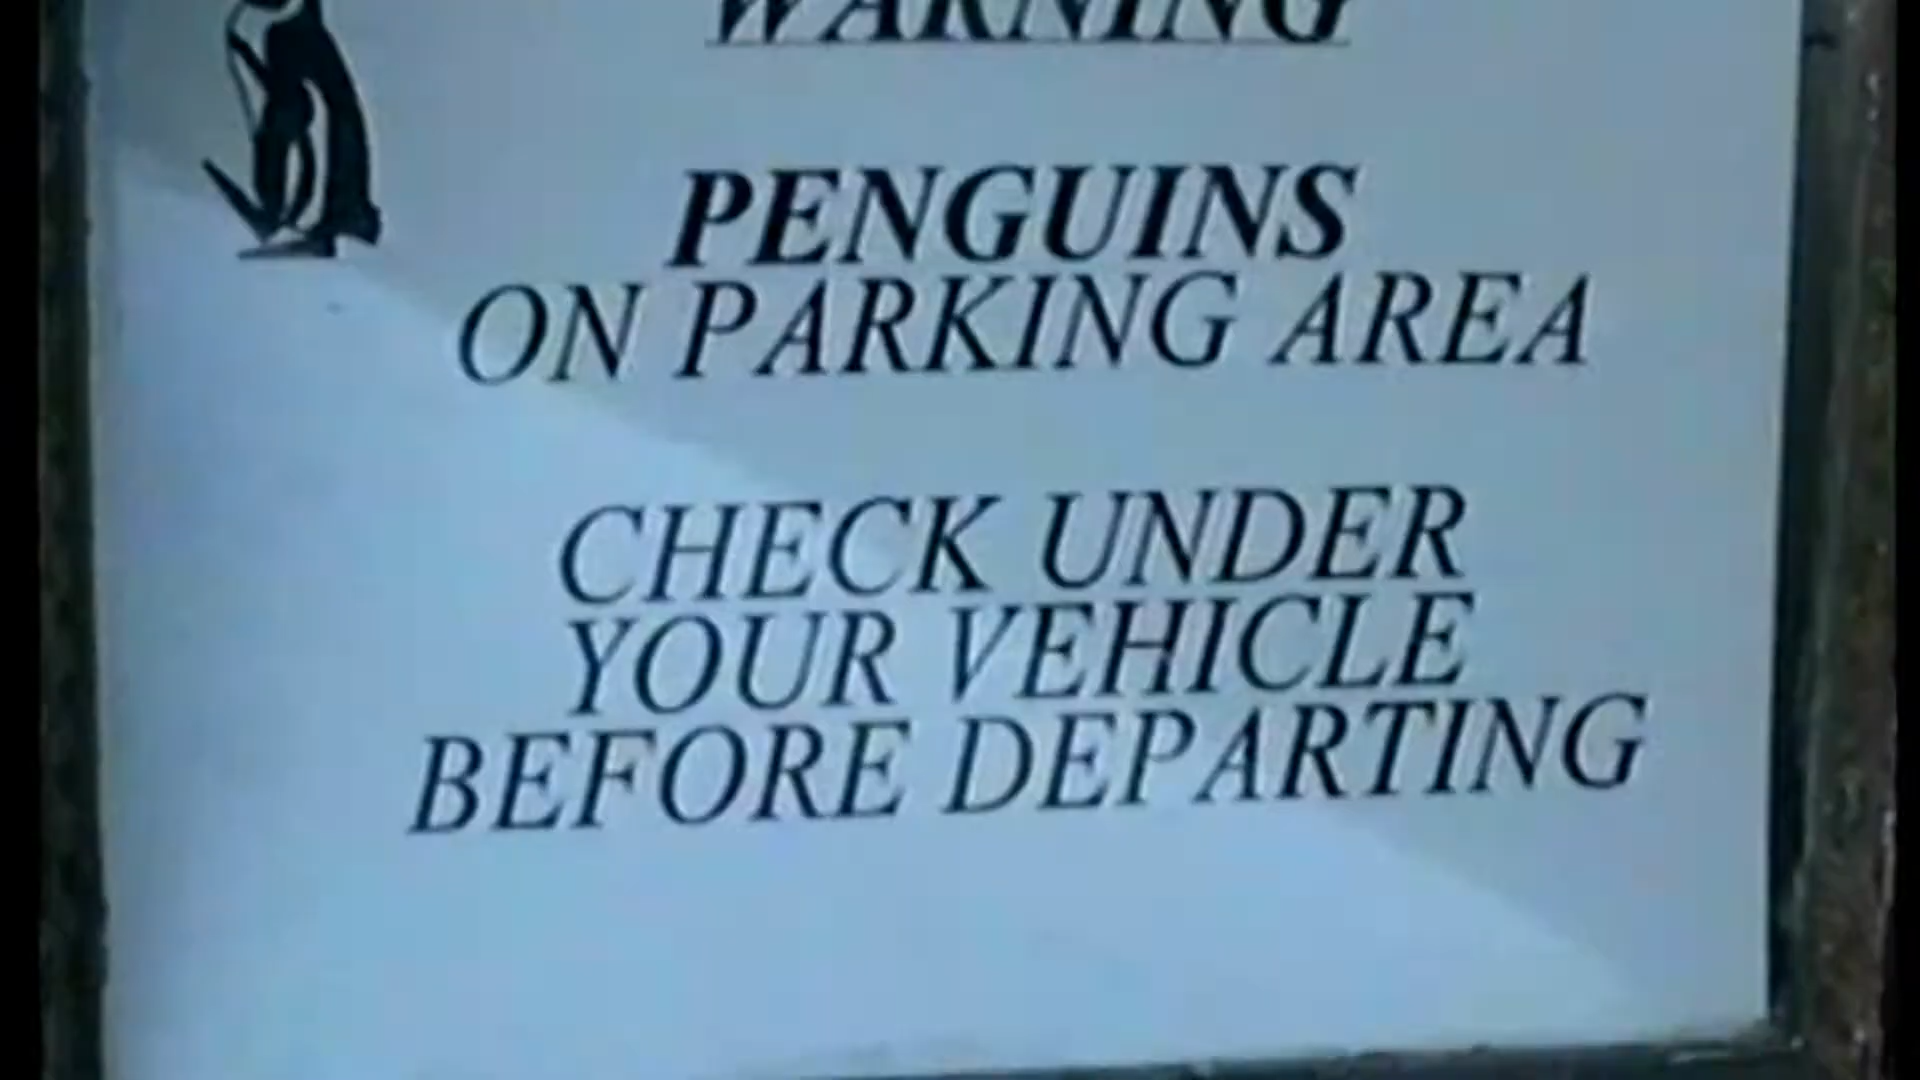 WARNING
PENGUINS
ON PARKING AREA
CHECK UNDER
YOUR VEHICLE
BEFORE DEPARTING